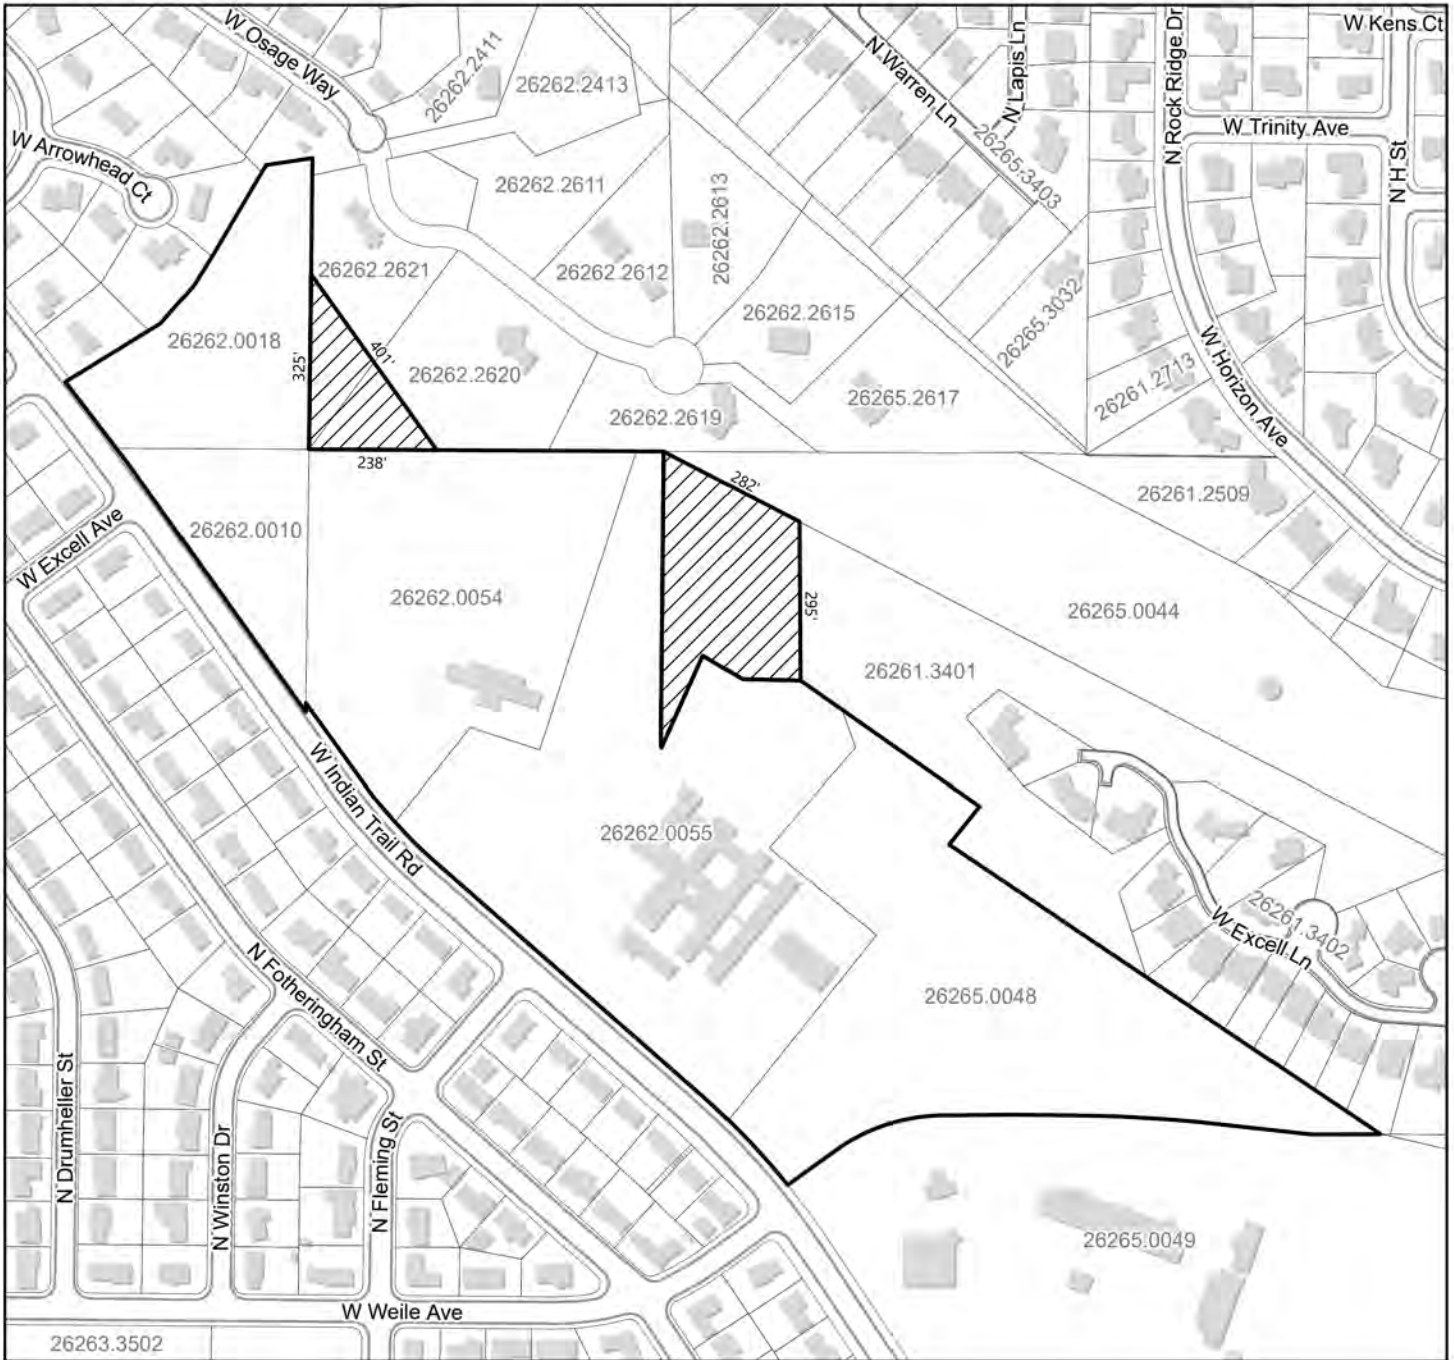 W Osage Way
26262.2411
26262.2413
N Warren Ln
N Lapis Ln
N Rock Ridge Dr
W Kens Ct
W Trinity Ave
W Arrowhead Ct
26262.2611
26262.2613
26265.3403
N H St
26262.2621
26262.2612
26262.2615
26265.3032
26262.0018
325'
401'
26262.2620
26262.2619
26265.2617
26261.2713
W Horizon Ave
238'
282'
26261.2509
W Excell Ave
26262.0010
26262.0054
295'
26265.0044
26261.3401
W Indian Trail Rd
26262.0055
26261.3402
W Excell Ln
N Fotheringham St
26265.0048
N Drumheller St
N Winston Dr
N Fleming St
26265.0049
W Weile Ave
26263.3502